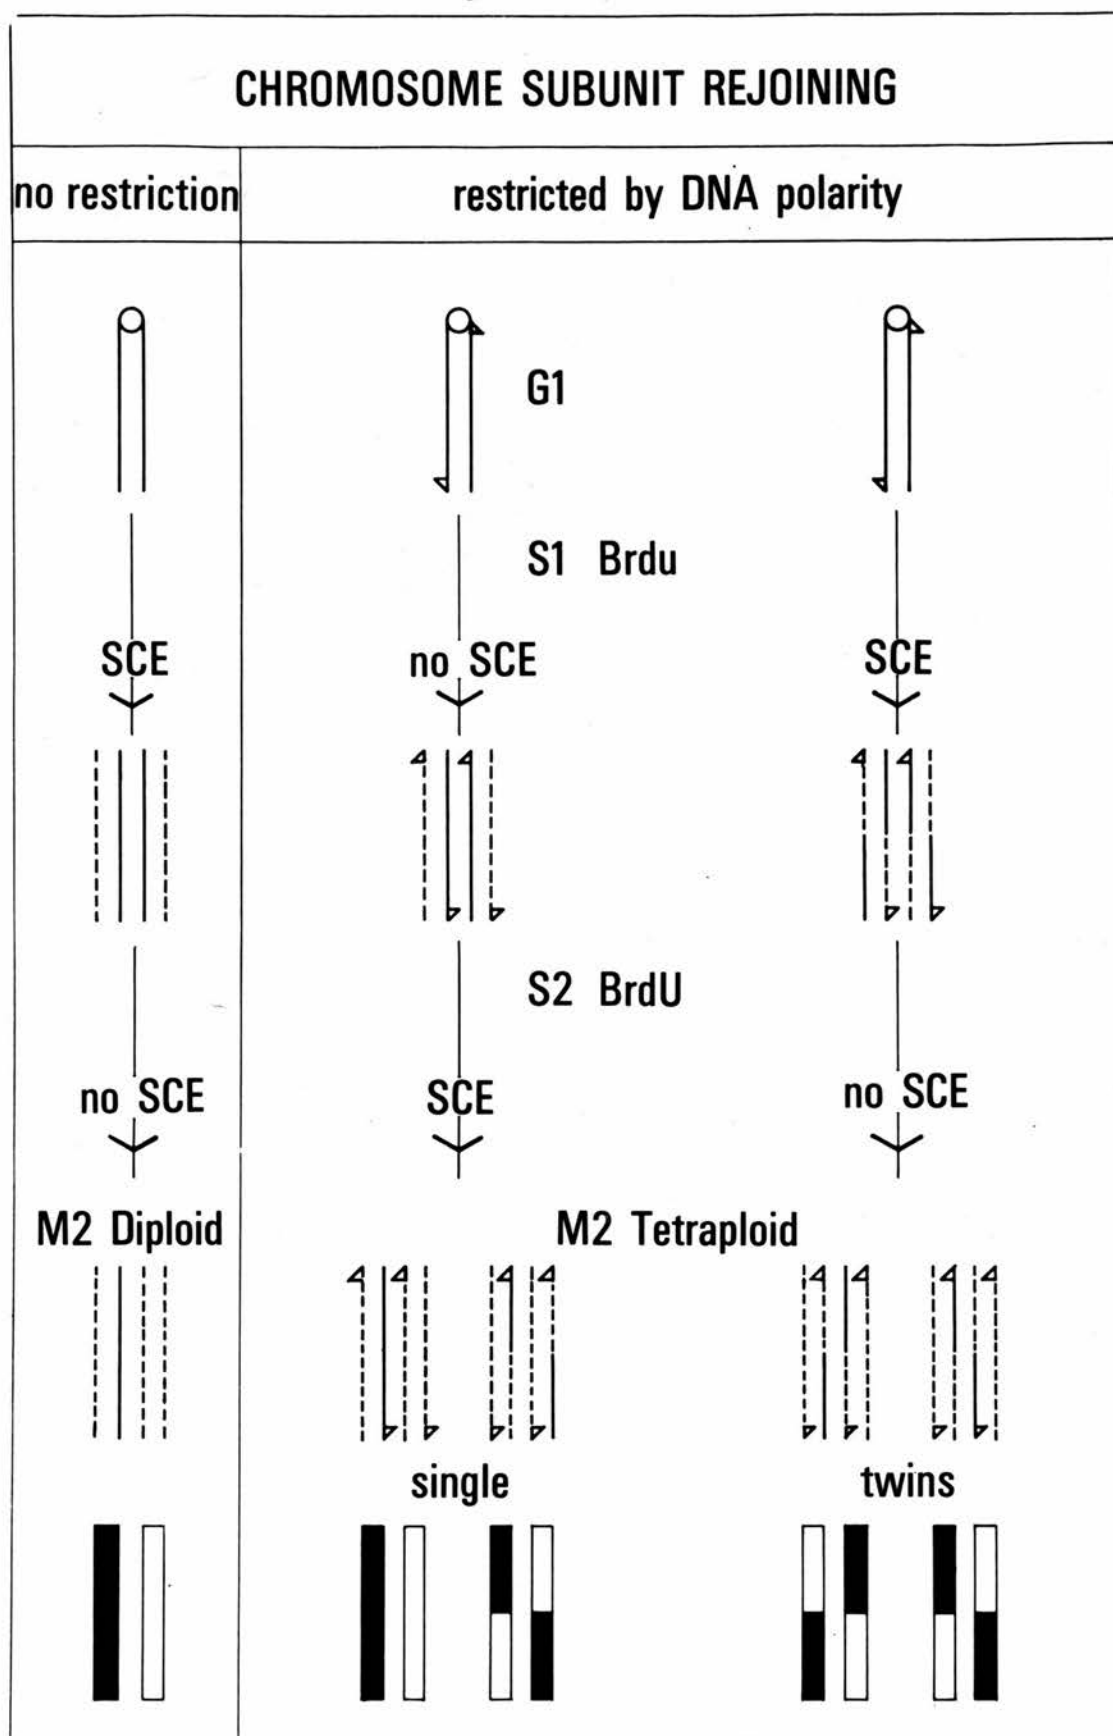 CHROMOSOME SUBUNIT REJOINING
no restriction restricted by DNA polarity
G1
S1 Brdu
SCE no SCE SCE
S2 BrdU
no SCE SCE no SCE
M2 Diploid M2 Tetraploid
single twins